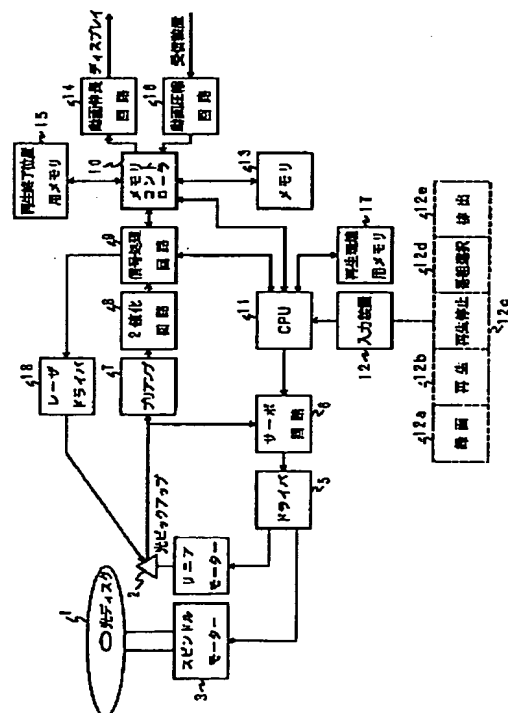 1
光ディスク
2
光ピックアップ
スピンドル
モーター
3
リニア
モーター
レーザ
ドライバ
18
プリアンプ
7
2値化
回路
8
信号処理
回路
9
メモリ
コント
ローラ
10
再生終了位置
用メモリ
15
動画伸長
回路
14
ディスプレイ
動画圧縮
回路
16
受信装置
メモリ
13
CPU
11
再生環境
用メモリ
17
サーボ
回路
6
ドライバ
5
入力装置
12
録画
12a
再生
12b
再生停止
12c
番組選択
12d
排出
12e